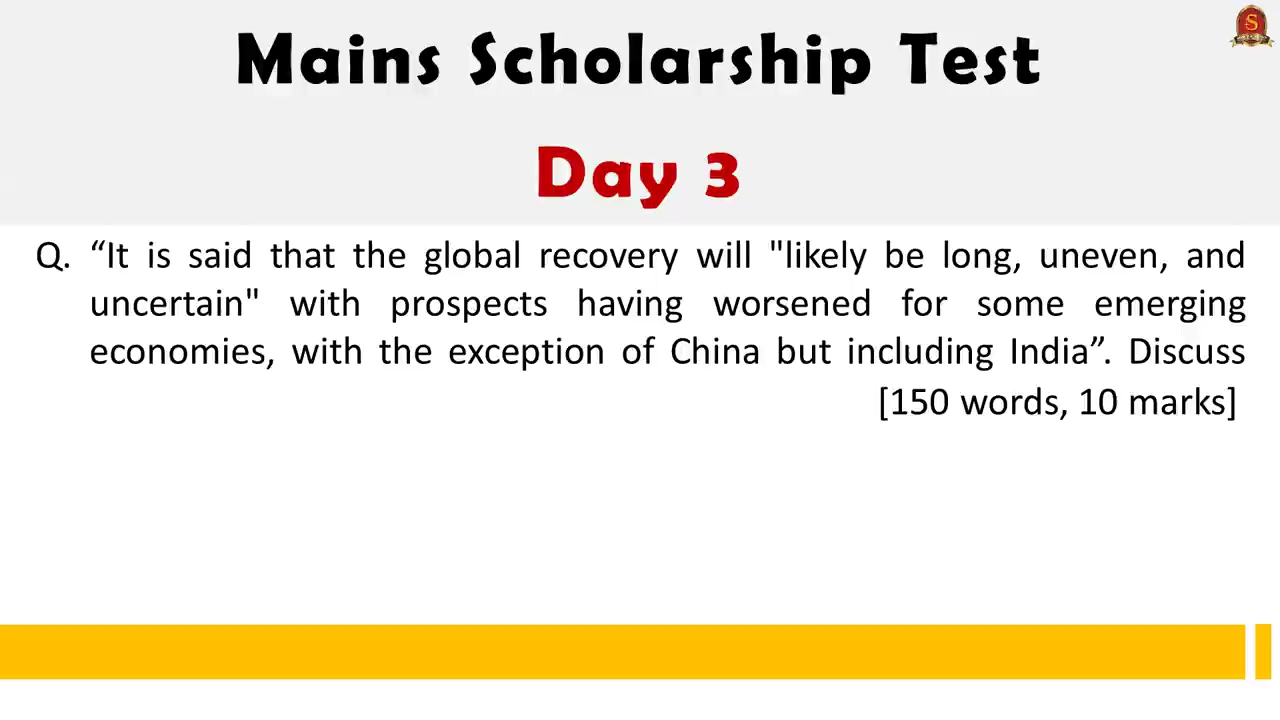 Mains Scholarship Test
Day 3
Q. “It is said that the global recovery will "likely be long, uneven, and
uncertain" with prospects having worsened for some emerging
economies, with the exception of China but including India”. Discuss
[150 words, 10 marks]
S